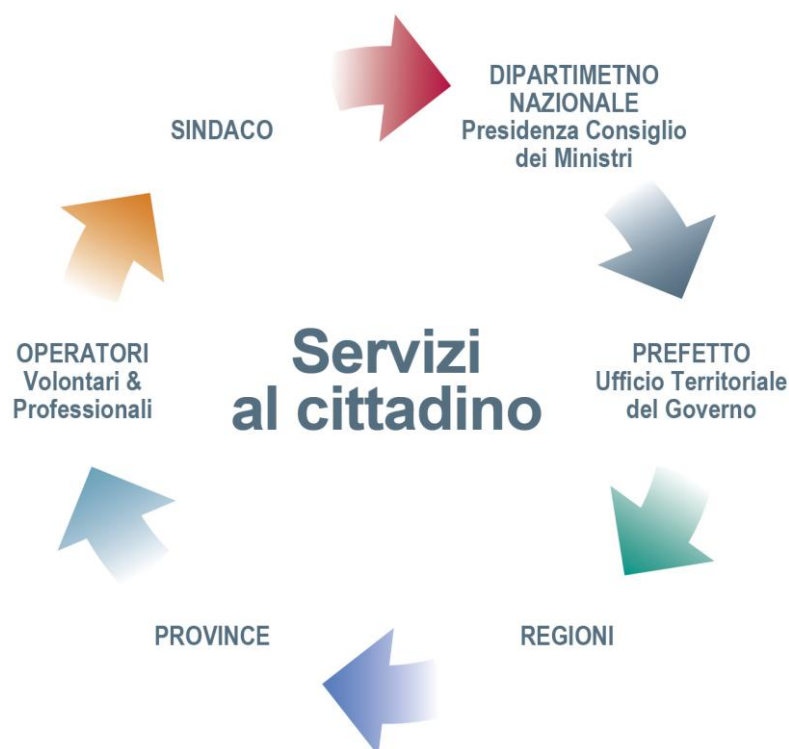 SINDACO
DIPARTIMETNO
NAZIONALE
Presidenza Consiglio
dei Ministri
OPERATORI
Volontari &
Professionali
Servizi
al cittadino
PREFETTO
Ufficio Territoriale
del Governo
PROVINCE
REGIONI